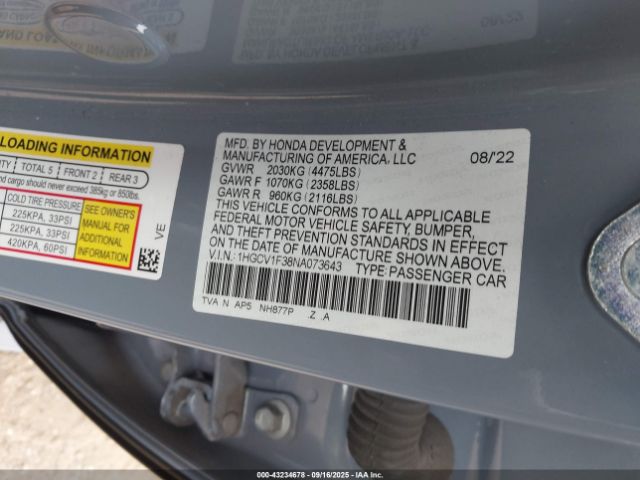 LOADING INFORMATION
TOTAL 5 FRONT 2 REAR 3
and cargo should never exceed 385kg or 850lbs.
COLD TIRE PRESSURE
225KPA, 33PSI
225KPA, 33PSI
420KPA, 60PSI
SEE OWNER'S
MANUAL FOR
ADDITIONAL
INFORMATION
VE
MFD. BY HONDA DEVELOPMENT &
MANUFACTURING OF AMERICA, LLC 08/'22
GVWR 2030KG (4475LBS)
GAWR F 1070KG (2358LBS)
GAWR R 960KG (2116LBS)
THIS VEHICLE CONFORMS TO ALL APPLICABLE
FEDERAL MOTOR VEHICLE SAFETY, BUMPER,
AND THEFT PREVENTION STANDARDS IN EFFECT
ON THE DATE OF MANUFACTURE SHOWN ABOVE.
V.I.N.: 1HGCV1F38NA073643 TYPE: PASSENGER CAR
TVA N AP5 NH877P .Z A
000-43234678 - 09/16/2025 - IAAI.COM